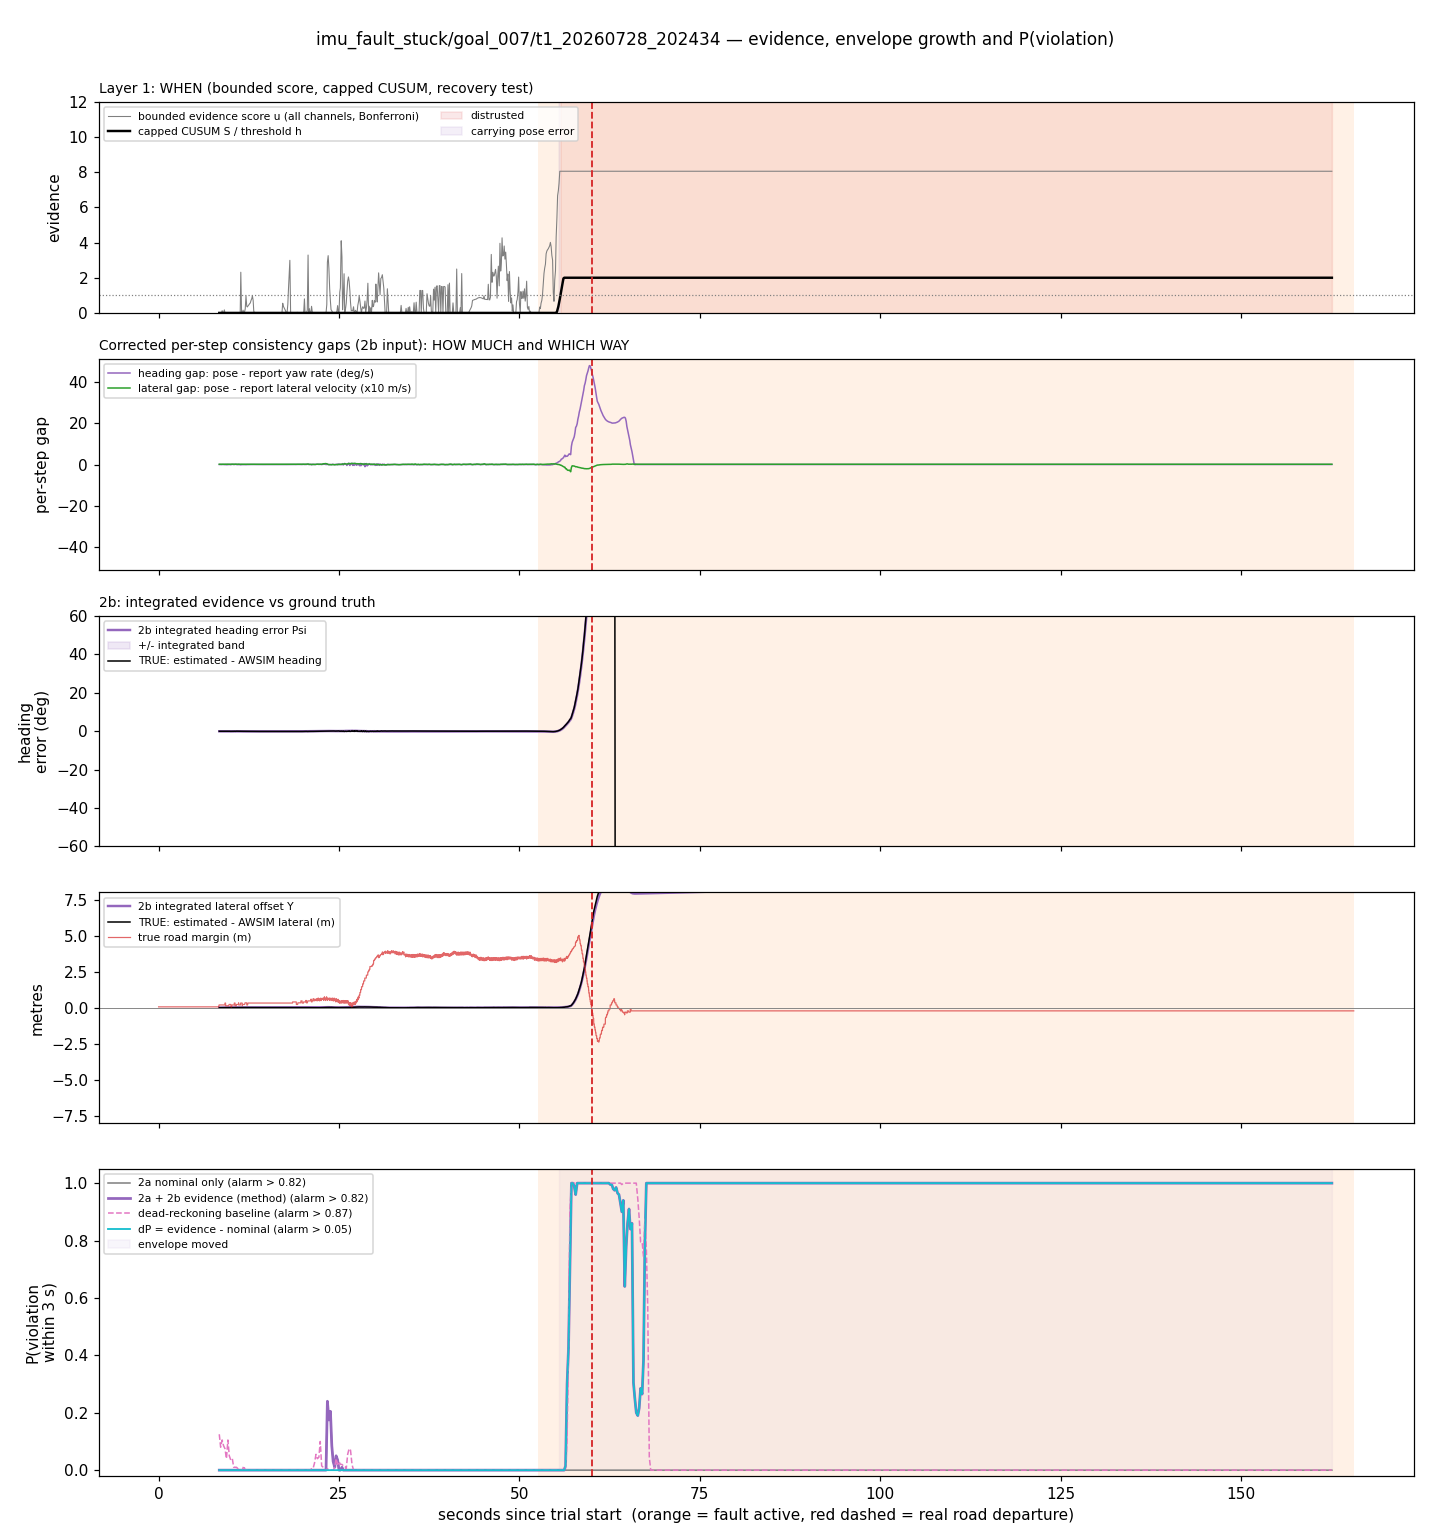 imu_fault_stuck/goal_007/t1_20260728_202434 — evidence, envelope growth and P(violation)
Layer 1: WHEN (bounded score, capped CUSUM, recovery test)
bounded evidence score u (all channels, Bonferroni)
capped CUSUM S / threshold h
distrusted
carrying pose error
evidence
12
10
8
6
4
2
0
Corrected per-step consistency gaps (2b input): HOW MUCH and WHICH WAY
heading gap: pose - report yaw rate (deg/s)
lateral gap: pose - report lateral velocity (x10 m/s)
per-step gap
40
20
0
−20
−40
2b: integrated evidence vs ground truth
2b integrated heading error Psi
+/- integrated band
TRUE: estimated - AWSIM heading
heading
error (deg)
60
40
20
0
−20
−40
−60
2b integrated lateral offset Y
TRUE: estimated - AWSIM lateral (m)
true road margin (m)
metres
7.5
5.0
2.5
0.0
−2.5
−5.0
−7.5
2a nominal only (alarm > 0.82)
2a + 2b evidence (method) (alarm > 0.82)
dead-reckoning baseline (alarm > 0.87)
dP = evidence - nominal (alarm > 0.05)
envelope moved
P(violation
within 3 s)
1.0
0.8
0.6
0.4
0.2
0.0
0 25 50 75 100 125 150
seconds since trial start  (orange = fault active, red dashed = real road departure)